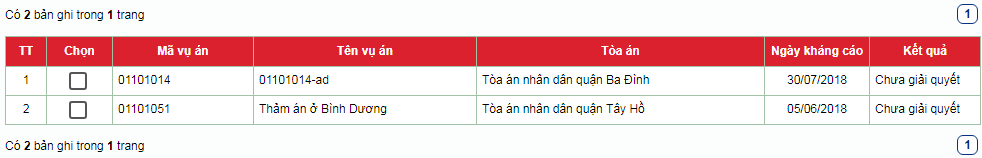 Có 2 bản ghi trong 1 trang 1
TT Chọn Mã vụ án Tên vụ án Tòa án Ngày kháng cáo Kết quả
1 01101014 01101014-ad Tòa án nhân dân quận Ba Đình 30/07/2018 Chưa giải quyết
2 01101051 Thảm án ở Bình Dương Tòa án nhân dân quận Tây Hồ 05/06/2018 Chưa giải quyết
Có 2 bản ghi trong 1 trang 1